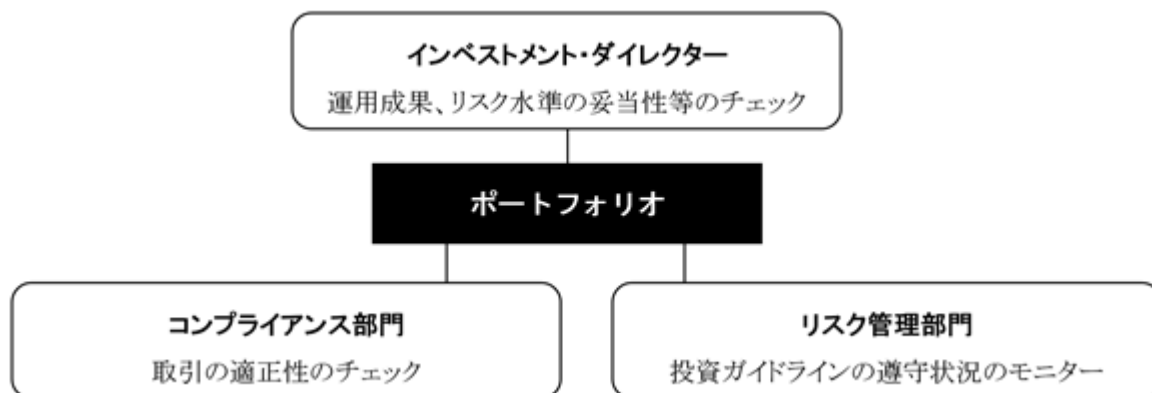 インベストメント・ダイレクター
運用成果、リスク水準の妥当性等のチェック
ポートフォリオ
コンプライアンス部門
取引の適正性のチェック
リスク管理部門
投資ガイドラインの遵守状況のモニター